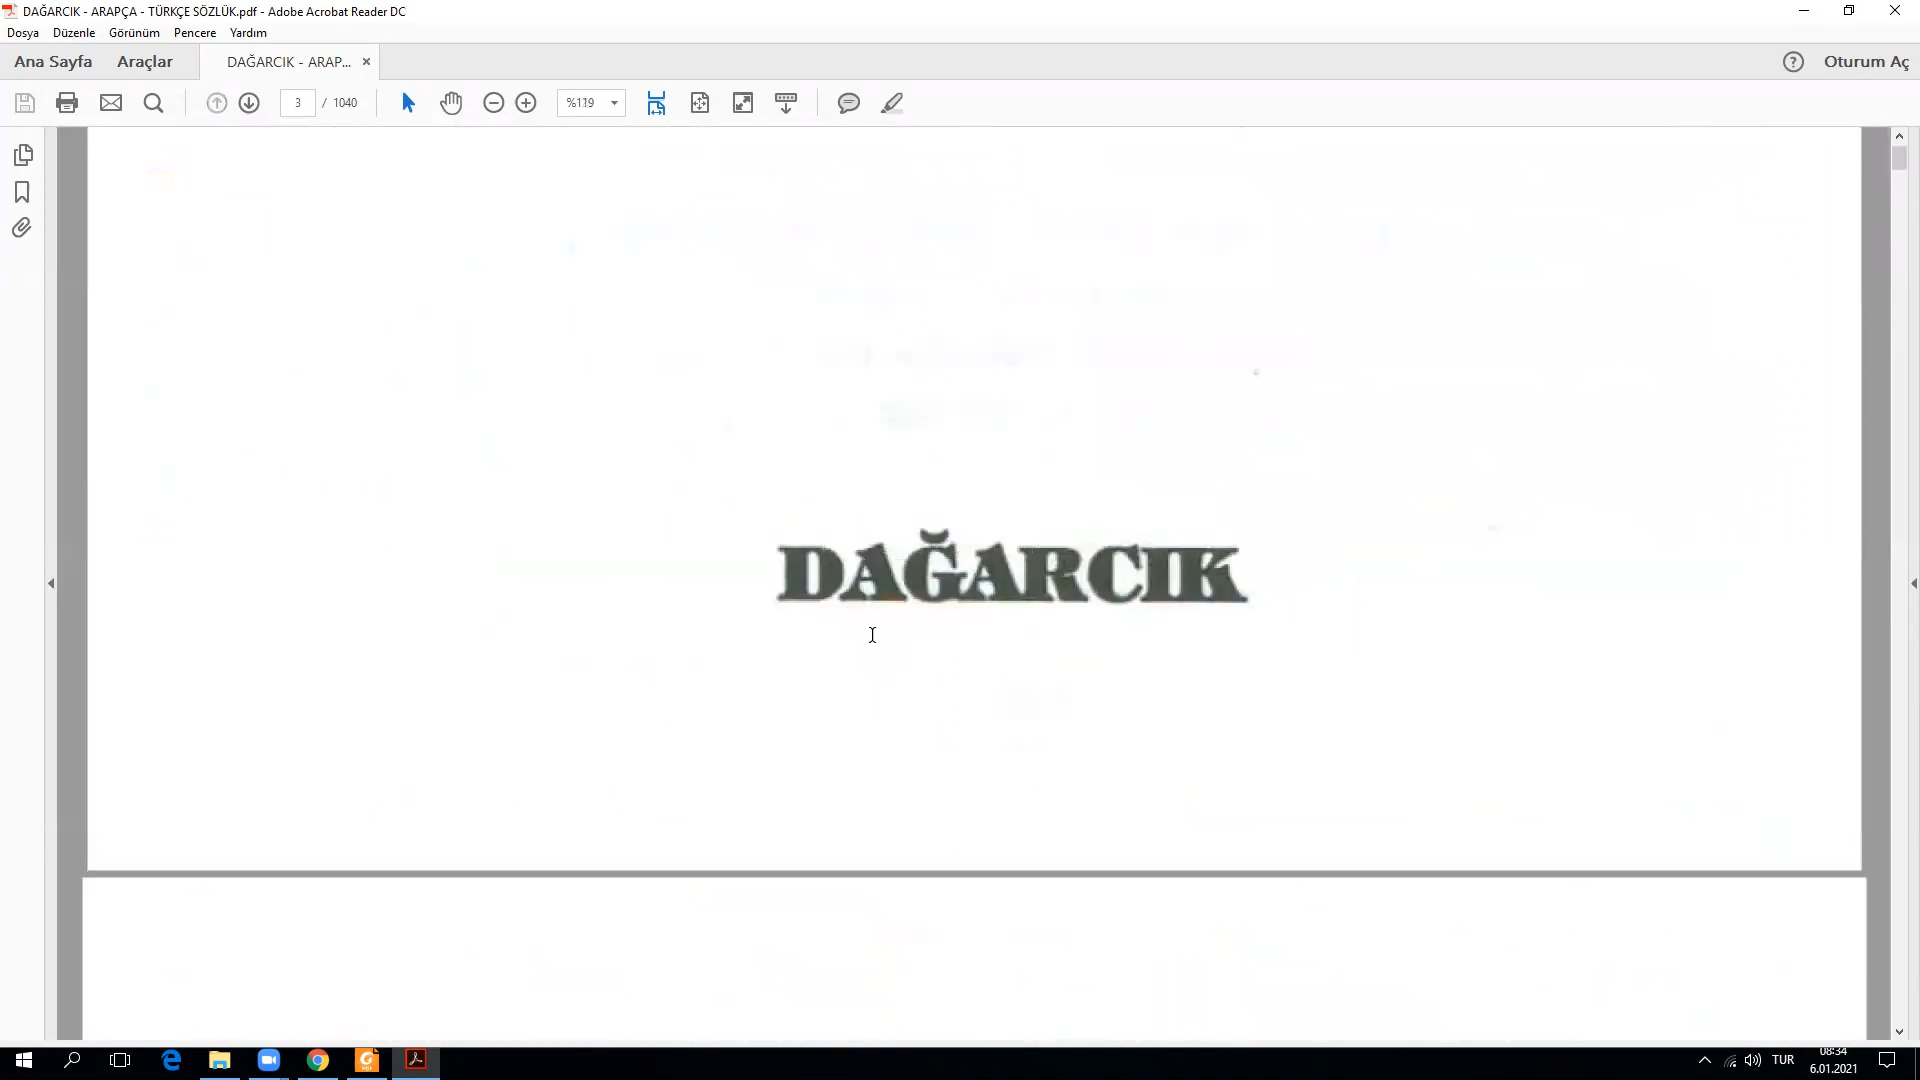 DAĞARCIK - ARAPÇA - TÜRKÇE SÖZLÜK.pdf - Adobe Acrobat Reader DC
Dosya Düzenle Görünüm Pencere Yardım
Ana Sayfa Araçlar DAĞARCIK - ARAP... × Oturum Aç
3 / 1040 %119
DAĞARCIK
TUR
08:34
6.01.2021